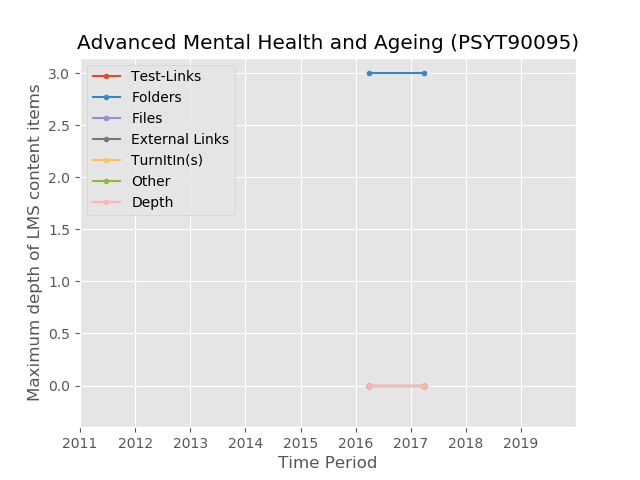 Advanced Mental Health and Ageing (PSYT90095)
Test-Links
Folders
Files
External Links
TurnItIn(s)
Other
Depth
3.0
2.5
2.0
1.5
1.0
0.5
0.0
Maximum depth of LMS content items
2011 2012 2013 2014 2015 2016 2017 2018 2019
Time Period